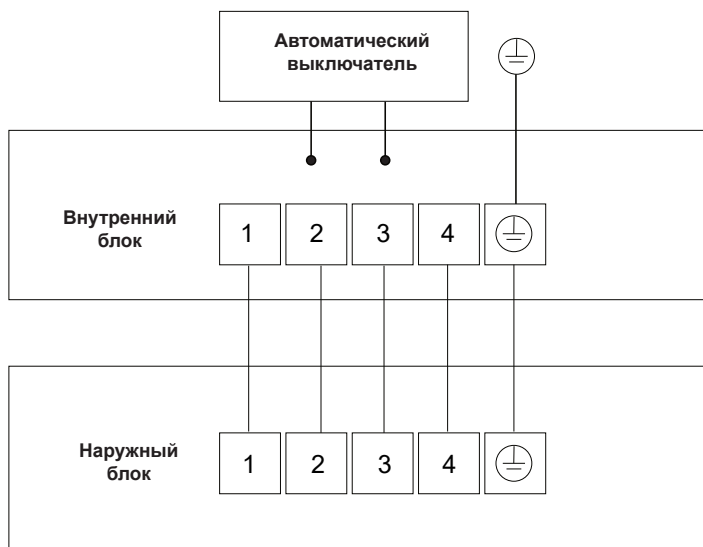 Автоматический
выключатель
Внутренний
блок
1 2 3 4
Наружный
блок
1 2 3 4